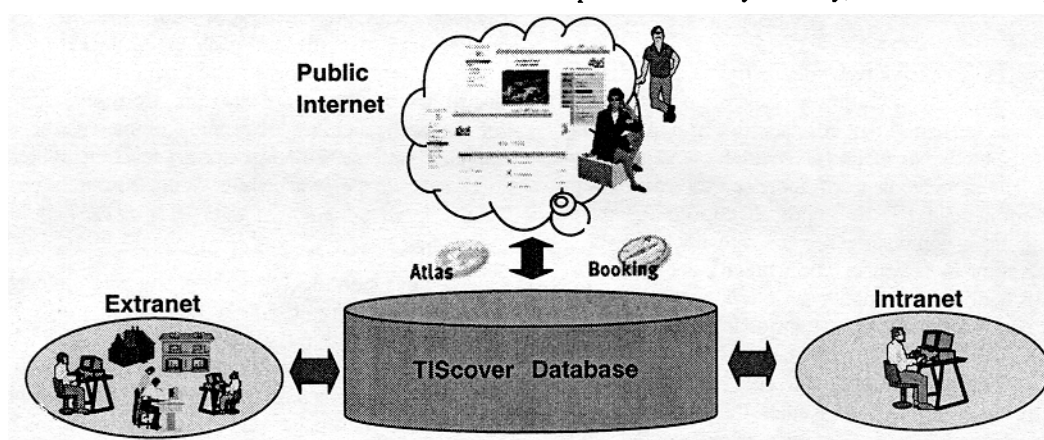 Public
Internet
Atlas
Booking
Extranet
Intranet
TIScover Database